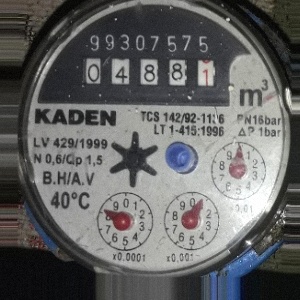 99307575
04881
m³
KADEN
TCS 142/92-1136 PN16bar
LT 1-415:1996 ΔP 1bar
LV 429/1999
N 0,6/Qp 1,5
B.H/A.V
40°C
x0.01
x0.0001
x0.001